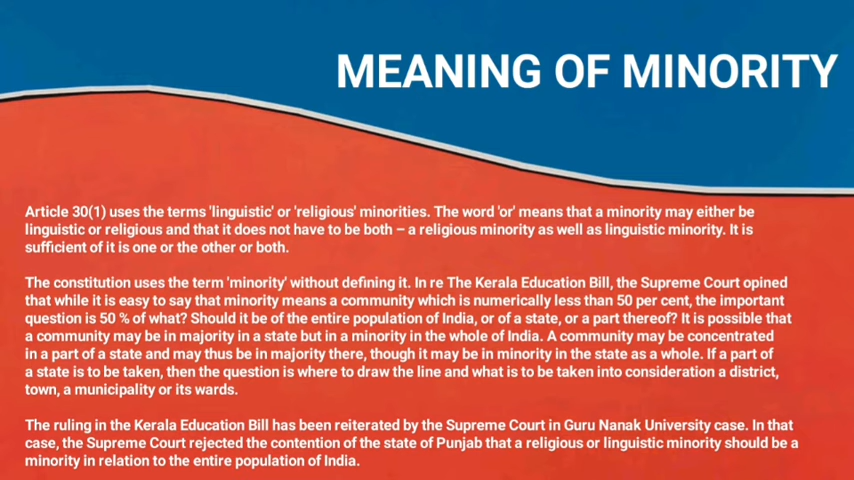 MEANING OF MINORITY
Article 30(1) uses the terms 'linguistic' or 'religious' minorities. The word 'or' means that a minority may either be
linguistic or religious and that it does not have to be both – a religious minority as well as linguistic minority. It is
sufficient of it is one or the other or both.
The constitution uses the term 'minority' without defining it. In re The Kerala Education Bill, the Supreme Court opined
that while it is easy to say that minority means a community which is numerically less than 50 per cent, the important
question is 50 % of what? Should it be of the entire population of India, or of a state, or a part thereof? It is possible that
a community may be in majority in a state but in a minority in the whole of India. A community may be concentrated
in a part of a state and may thus be in majority there, though it may be in minority in the state as a whole. If a part of
a state is to be taken, then the question is where to draw the line and what is to be taken into consideration a district,
town, a municipality or its wards.
The ruling in the Kerala Education Bill has been reiterated by the Supreme Court in Guru Nanak University case. In that
case, the Supreme Court rejected the contention of the state of Punjab that a religious or linguistic minority should be a
minority in relation to the entire population of India.